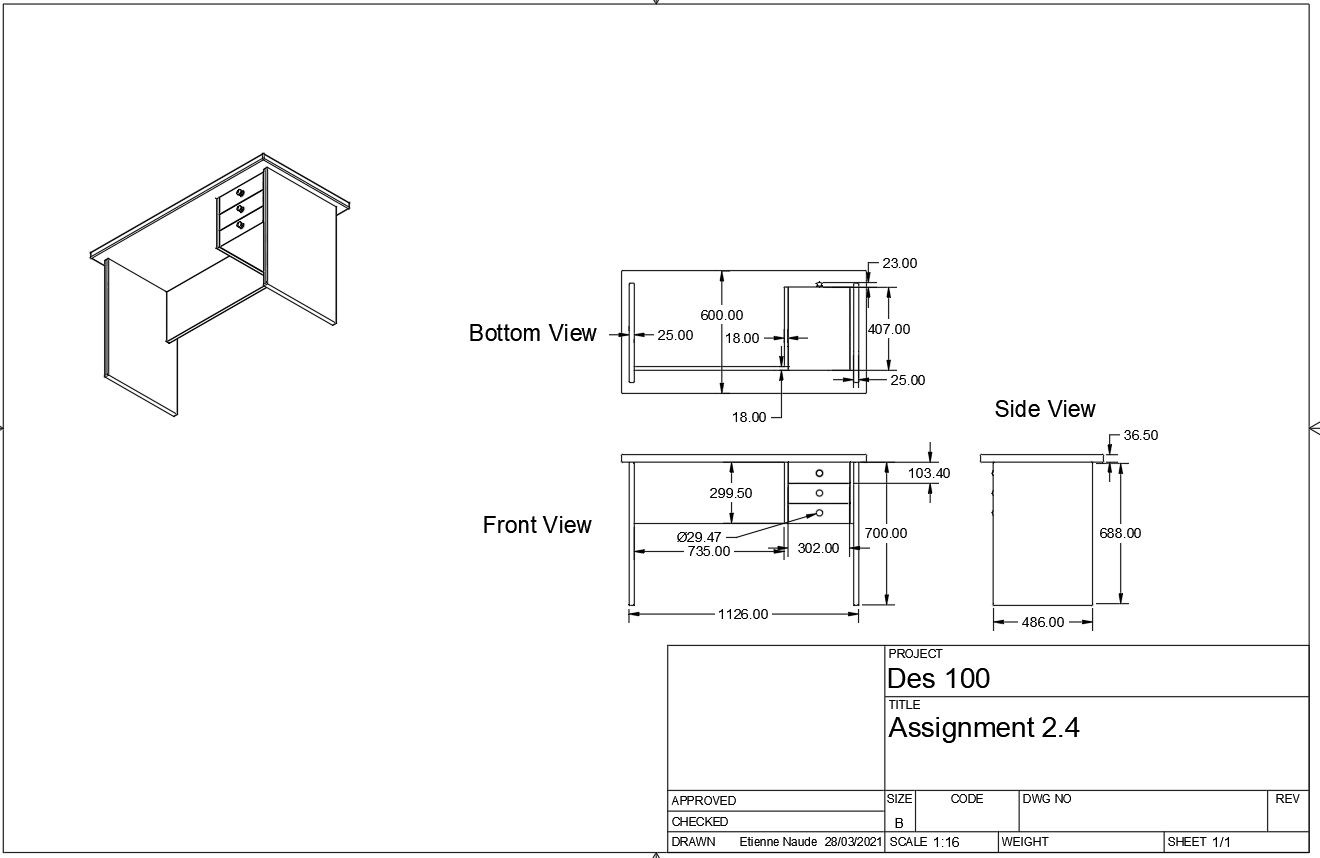 23.00
600.00
Bottom View
25.00
18.00
407.00
25.00
18.00
Side View
36.50
103.40
299.50
Front View
Ø29.47
700.00
688.00
735.00
302.00
1126.00
486.00
PROJECT
Des 100
TITLE
Assignment 2.4
APPROVED
SIZE CODE DWG NO REV
CHECKED
B
DRAWN Etienne Naude 28/03/2021 SCALE 1:16 WEIGHT SHEET 1/1